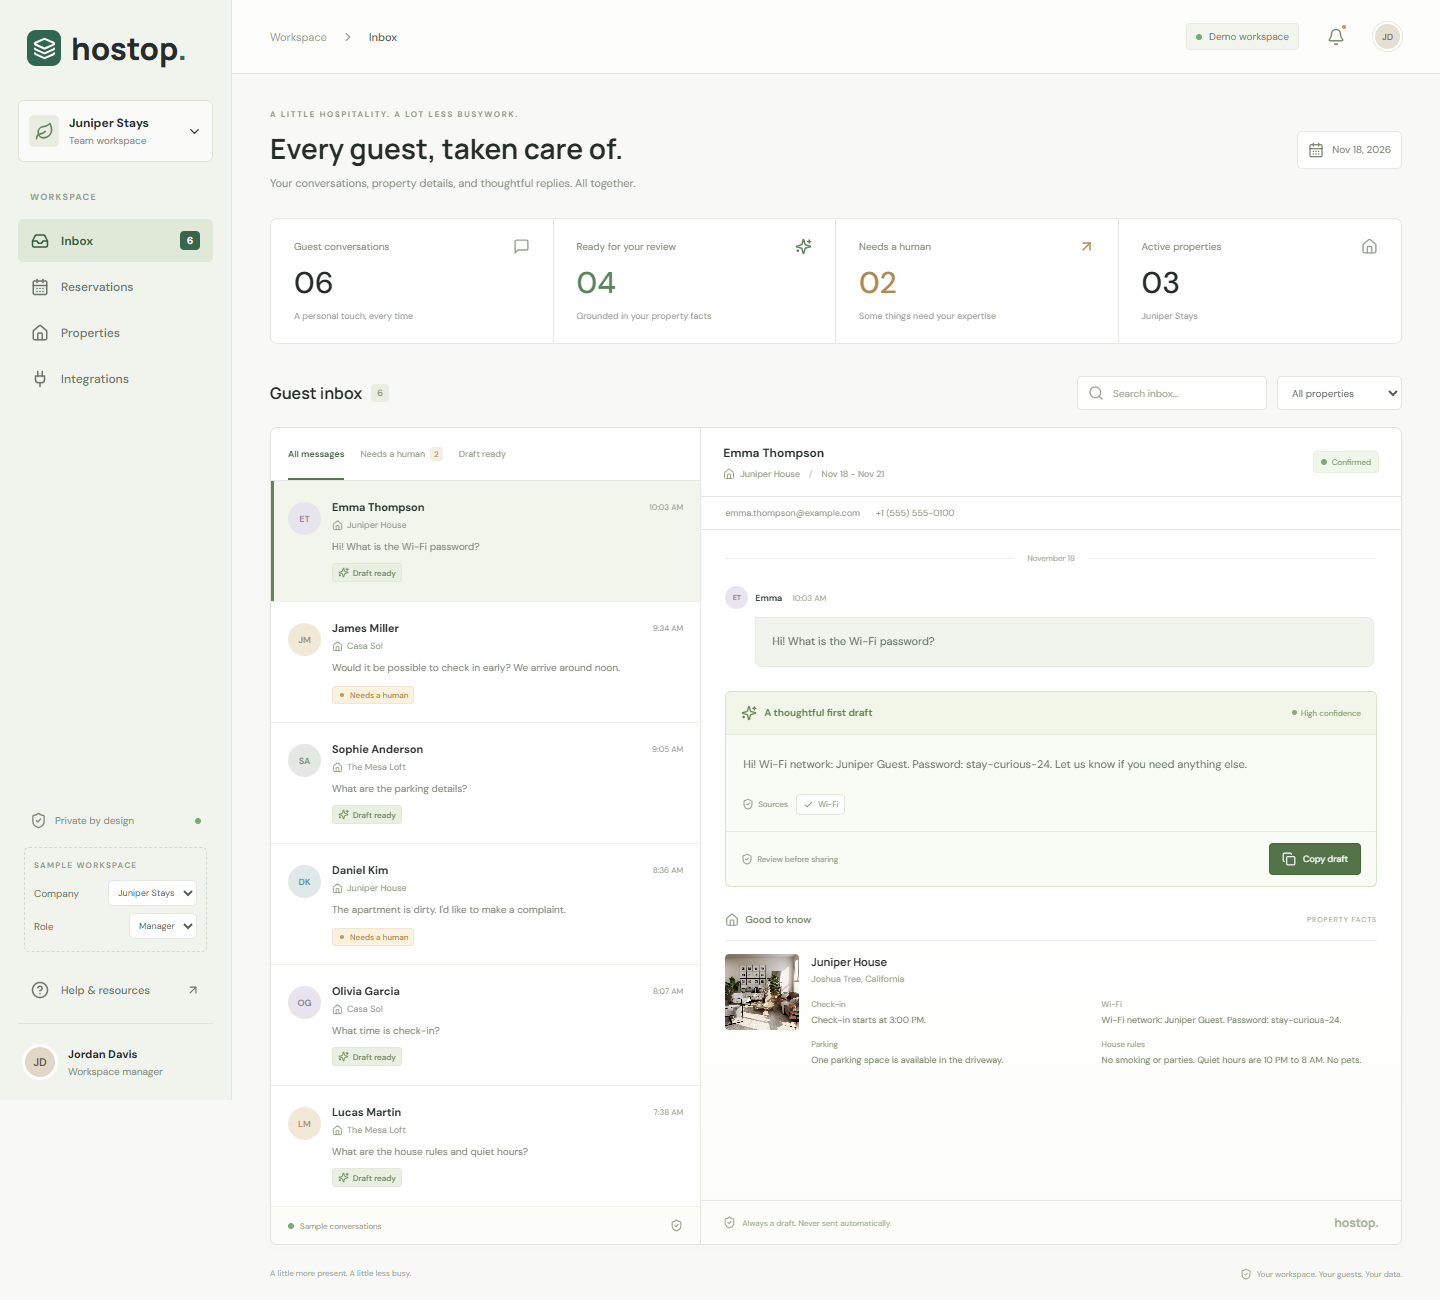 hostop.
Juniper Stays
Team workspace
WORKSPACE
Inbox 6
Reservations
Properties
Integrations
Private by design
SAMPLE WORKSPACE
Company Juniper Stays
Role Manager
Help & resources
JD Jordan Davis
Workspace manager
Workspace > Inbox
Demo workspace
JD
A LITTLE HOSPITALITY. A LOT LESS BUSYWORK.
Every guest, taken care of.
Your conversations, property details, and thoughtful replies. All together.
Nov 18, 2026
Guest conversations
06
A personal touch, every time
Ready for your review
04
Grounded in your property facts
Needs a human
02
Some things need your expertise
Active properties
03
Juniper Stays
Guest inbox 6
Search inbox...
All properties
All messages Needs a human 2 Draft ready
ET Emma Thompson 10:03 AM
Juniper House
Hi! What is the Wi-Fi password?
Draft ready
JM James Miller 9:34 AM
Casa Sol
Would it be possible to check in early? We arrive around noon.
Needs a human
SA Sophie Anderson 9:05 AM
The Mesa Loft
What are the parking details?
Draft ready
DK Daniel Kim 8:36 AM
Juniper House
The apartment is dirty. I'd like to make a complaint.
Needs a human
OG Olivia Garcia 8:07 AM
Casa Sol
What time is check-in?
Draft ready
LM Lucas Martin 7:38 AM
The Mesa Loft
What are the house rules and quiet hours?
Draft ready
Sample conversations
Emma Thompson
Juniper House / Nov 18 - Nov 21
Confirmed
emma.thompson@example.com +1 (555) 555-0100
November 18
ET Emma 10:03 AM
Hi! What is the Wi-Fi password?
A thoughtful first draft
High confidence
Hi! Wi-Fi network: Juniper Guest. Password: stay-curious-24. Let us know if you need anything else.
Sources Wi-Fi
Review before sharing
Copy draft
Good to know
PROPERTY FACTS
Juniper House
Joshua Tree, California
Check-in
Check-in starts at 3:00 PM.
Wi-Fi
Wi-Fi network: Juniper Guest. Password: stay-curious-24.
Parking
One parking space is available in the driveway.
House rules
No smoking or parties. Quiet hours are 10 PM to 8 AM. No pets.
Always a draft. Never sent automatically.
hostop.
A little more present. A little less busy.
Your workspace. Your guests. Your data.